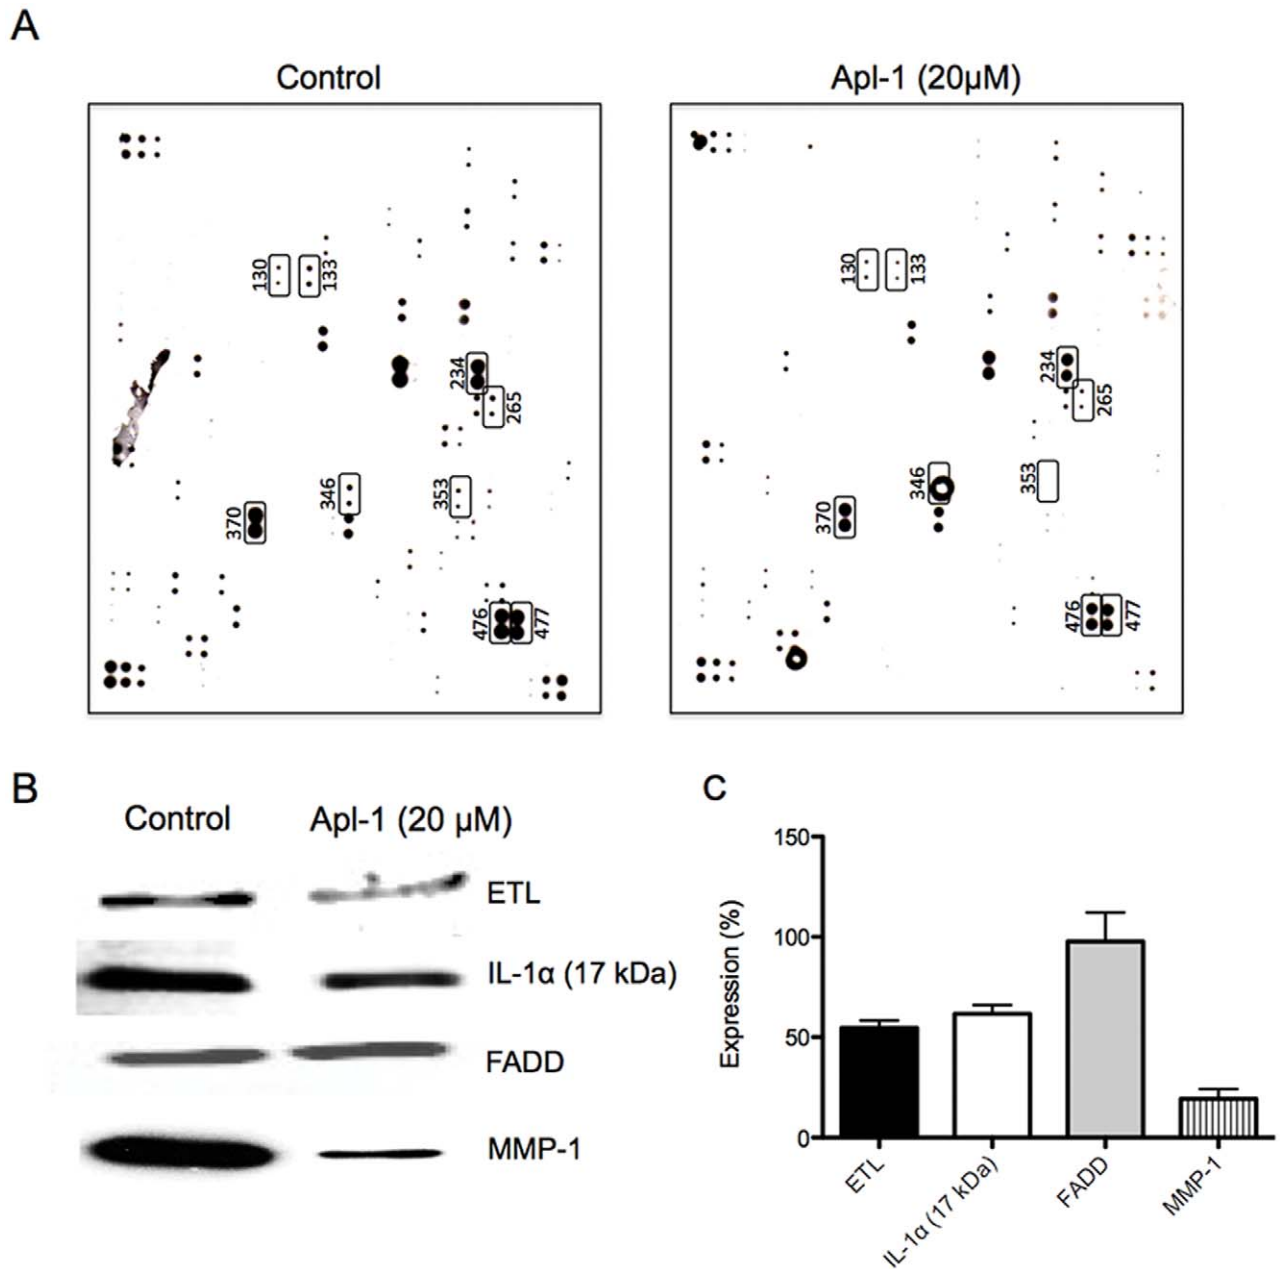 A
Control
Apl-1 (20µM)
130
133
234
265
346
353
370
476
477
130
133
234
265
346
353
370
476
477
B
Control
Apl-1 (20 µM)
ETL
IL-1α (17 kDa)
FADD
MMP-1
C
150
100
50
0
Expression (%)
ETL
IL-1α (17 kDa)
FADD
MMP-1